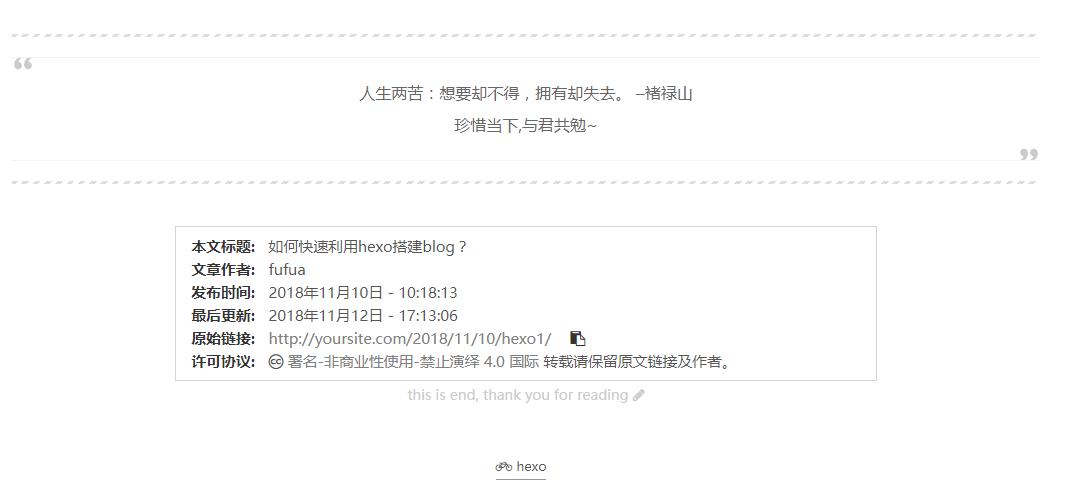 人生两苦：想要却不得，拥有却失去。 –褚禄山
珍惜当下,与君共勉~
本文标题: 如何快速利用hexo搭建blog？
文章作者: fufua
发布时间: 2018年11月10日 - 10:18:13
最后更新: 2018年11月12日 - 17:13:06
原始链接: http://yoursite.com/2018/11/10/hexo1/
许可协议: 署名-非商业性使用-禁止演绎 4.0 国际 转载请保留原文链接及作者。
this is end, thank you for reading
hexo